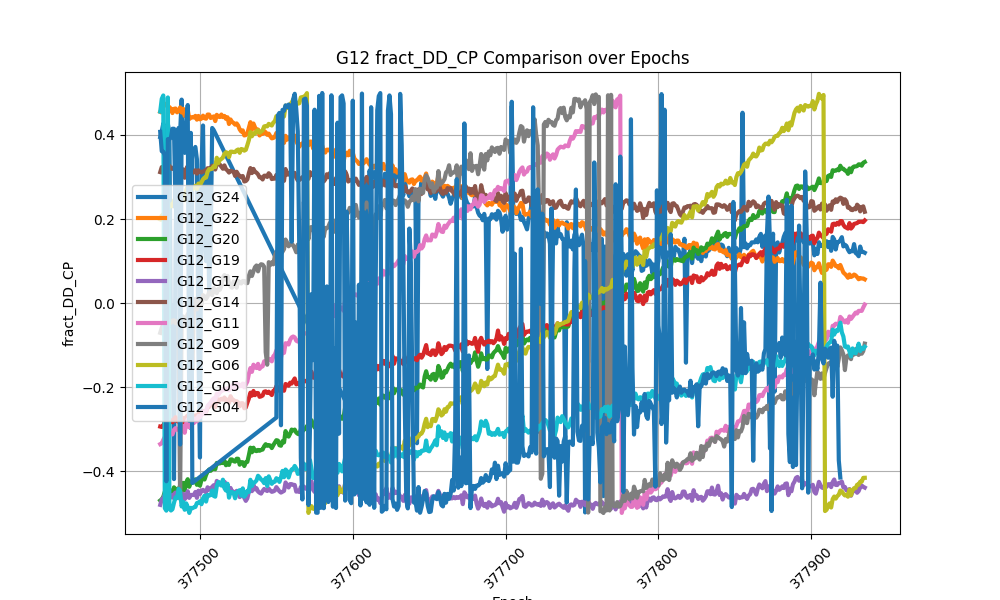 G12 fract_DD_CP Comparison over Epochs
fract_DD_CP
0.4
0.2
0.0
−0.2
−0.4
G12_G24
G12_G22
G12_G20
G12_G19
G12_G17
G12_G14
G12_G11
G12_G09
G12_G06
G12_G05
G12_G04
377500
377600
377700
377800
377900
Epoch